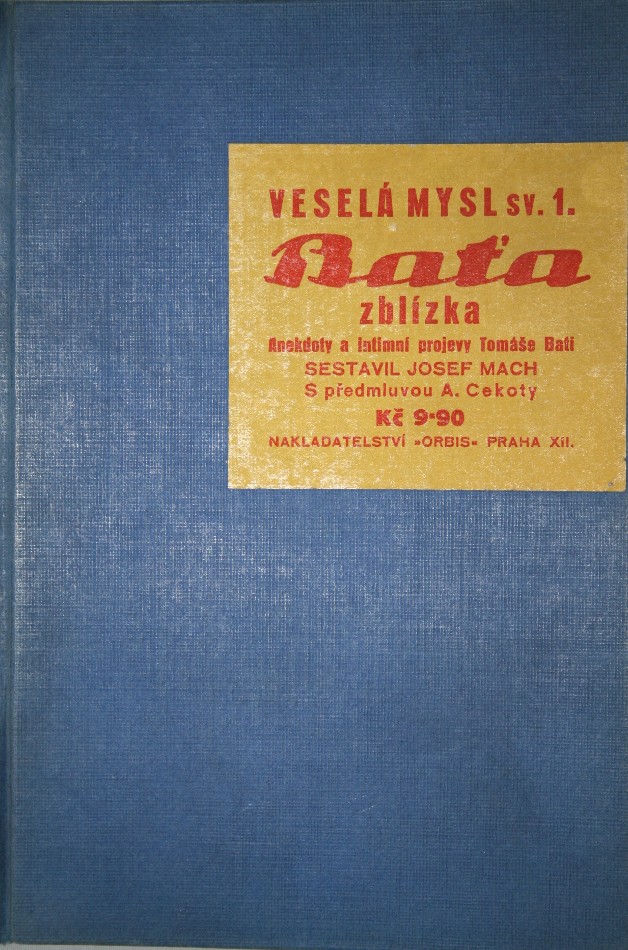 VESELÁ MYSL sv. 1.
Baťa
zblízka
Anekdoty a intimní projevy Tomáše Bati
SESTAVIL JOSEF MACH
S předmluvou A. Cekoty
Kč 9·90
NAKLADATELSTVÍ »ORBIS« PRAHA XII.